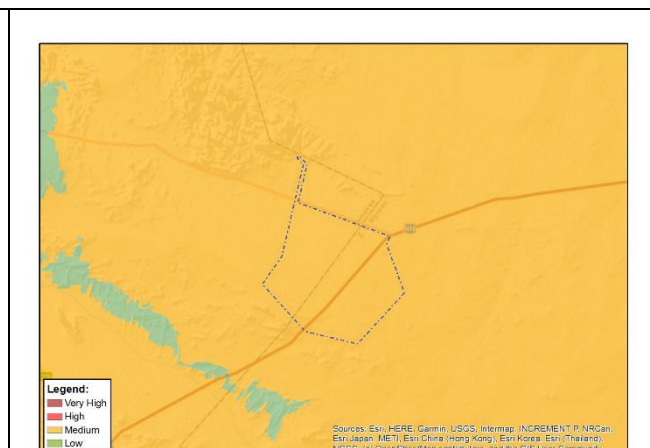 Legend:
Very High
High
Medium
Low
Sources: Esri, HERE, Garmin, USGS, Intermap, INCREMENT P, NRCan,
Esri Japan, METI, Esri China (Hong Kong), Esri Korea, Esri (Thailand),